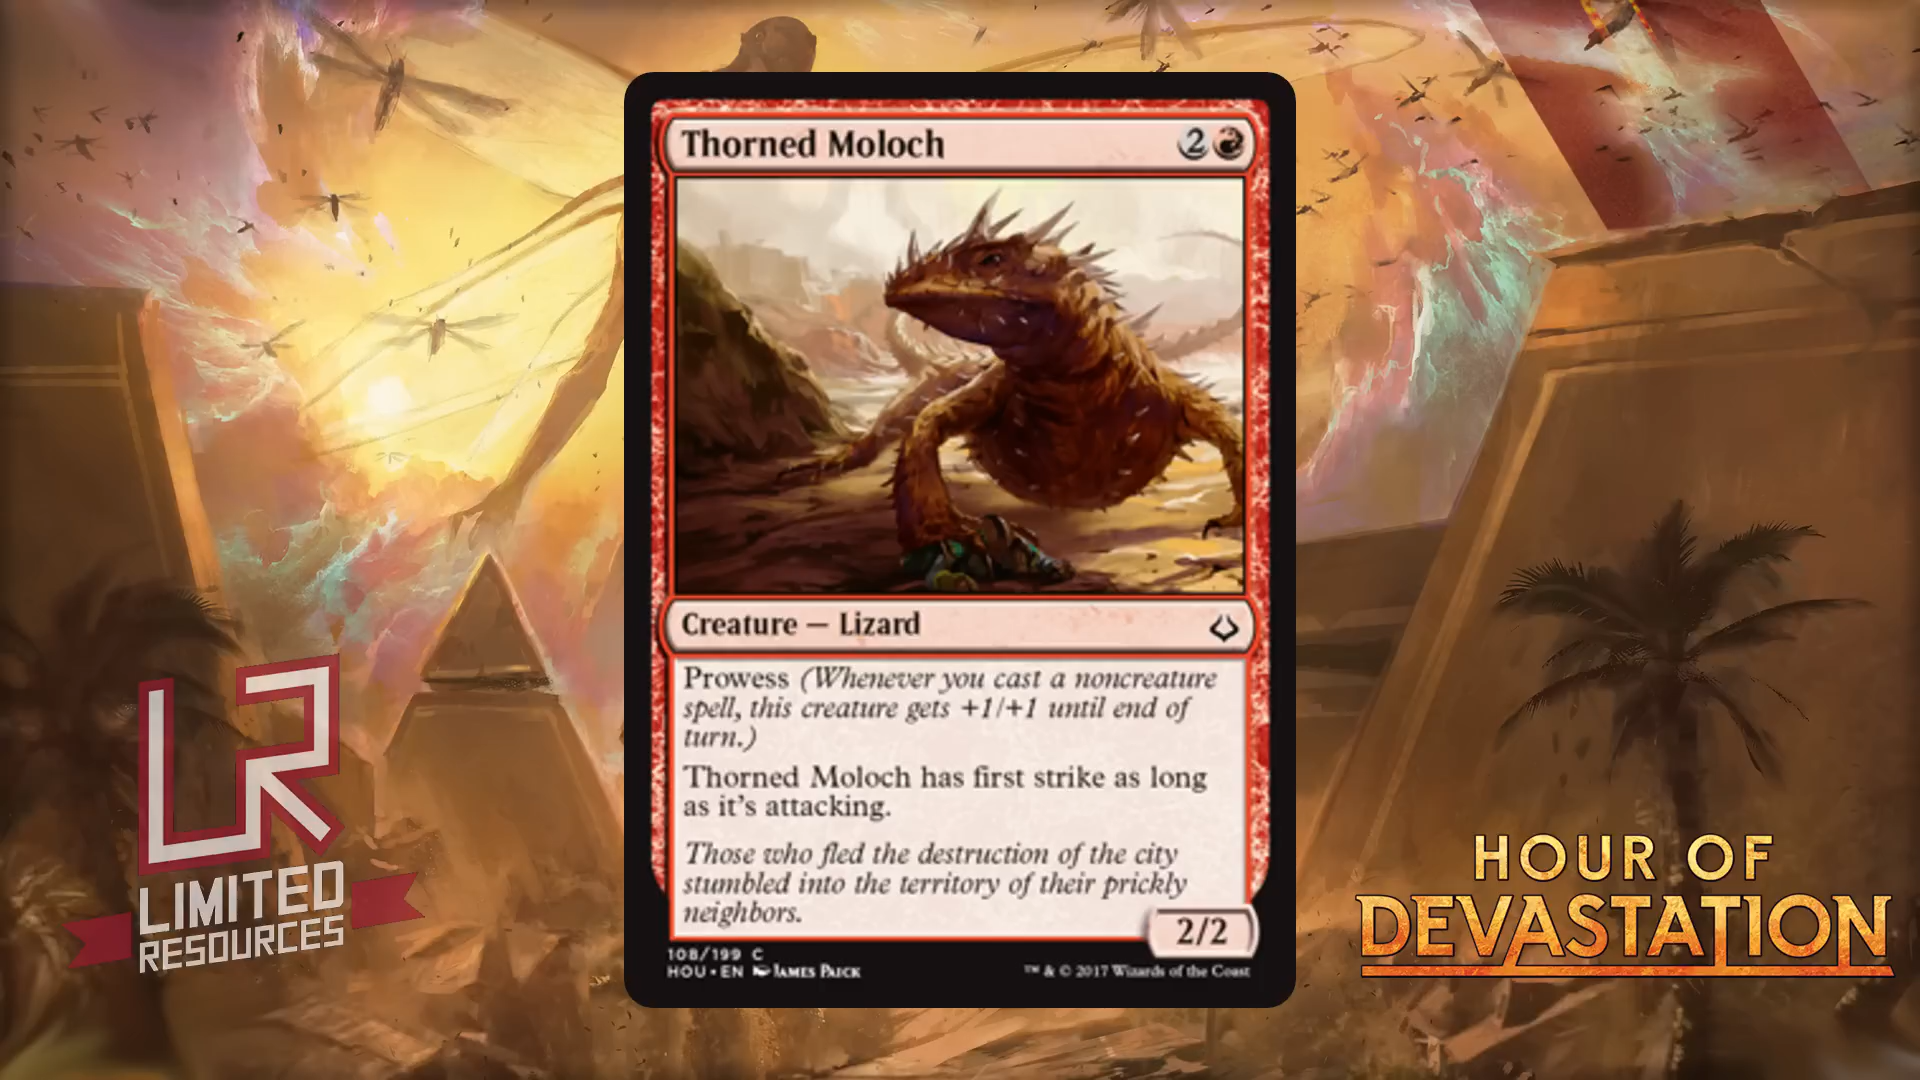 Thorned Moloch
2
Creature — Lizard
Prowess (Whenever you cast a noncreature
spell, this creature gets +1/+1 until end of
turn.)
Thorned Moloch has first strike as long
as it's attacking.
Those who fled the destruction of the city
stumbled into the territory of their prickly
neighbors.
2/2
108/199 C
HOU • EN James Paick
™ & © 2017 Wizards of the Coast
LR
LIMITED
RESOURCES
HOUR OF
DEVASTATION